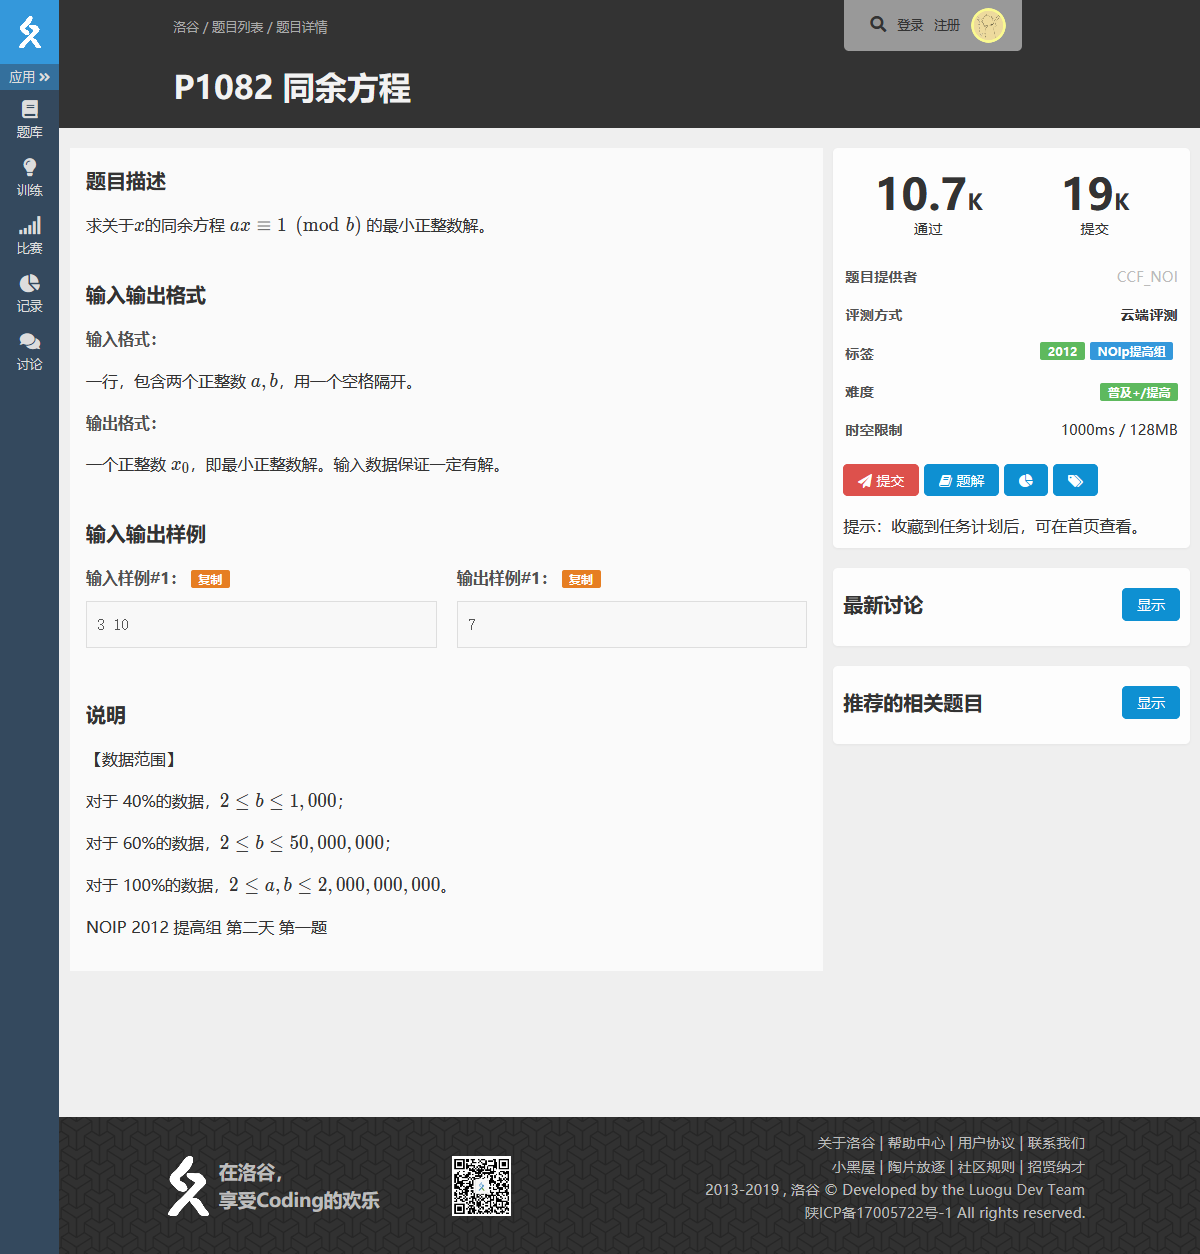 应用
题库
训练
比赛
记录
讨论
洛谷 / 题目列表 / 题目详情
登录 注册
P1082 同余方程
题目描述
求关于x的同余方程 ax ≡ 1 (mod b) 的最小正整数解。
输入输出格式
输入格式：
一行，包含两个正整数 a, b，用一个空格隔开。
输出格式：
一个正整数 x₀，即最小正整数解。输入数据保证一定有解。
输入输出样例
输入样例#1： 复制
3 10
输出样例#1： 复制
7
说明
【数据范围】
对于 40%的数据，2 ≤ b ≤ 1,000；
对于 60%的数据，2 ≤ b ≤ 50,000,000；
对于 100%的数据，2 ≤ a, b ≤ 2,000,000,000。
NOIP 2012 提高组 第二天 第一题
10.7K
通过
19K
提交
题目提供者 CCF_NOI
评测方式 云端评测
标签 2012 NOIp提高组
难度 普及+/提高
时空限制 1000ms / 128MB
提交 题解
提示：收藏到任务计划后，可在首页查看。
最新讨论 显示
推荐的相关题目 显示
在洛谷，
享受Coding的欢乐
关于洛谷 | 帮助中心 | 用户协议 | 联系我们
小黑屋 | 陶片放逐 | 社区规则 | 招贤纳才
2013-2019 , 洛谷 © Developed by the Luogu Dev Team
陕ICP备17005722号-1 All rights reserved.